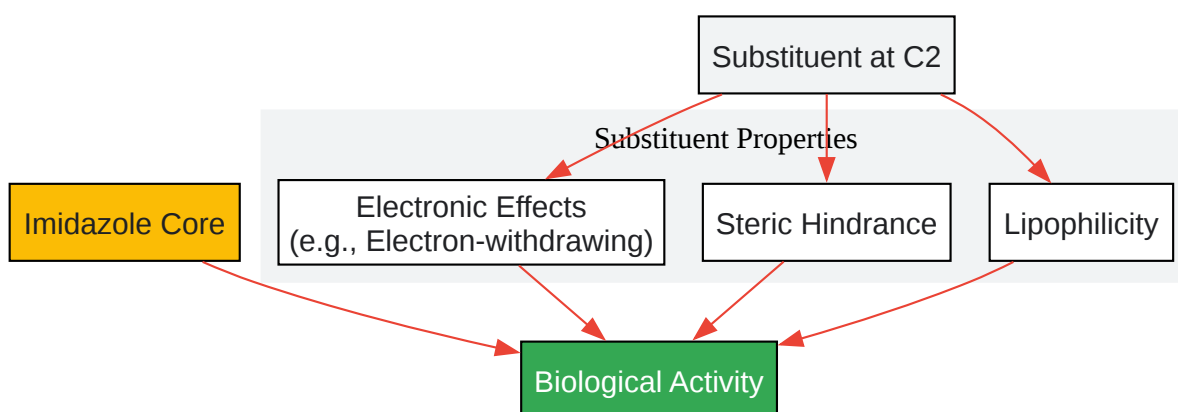 Substituent at C2
Substituent Properties
Imidazole Core
Electronic Effects
(e.g., Electron-withdrawing)
Steric Hindrance
Lipophilicity
Biological Activity